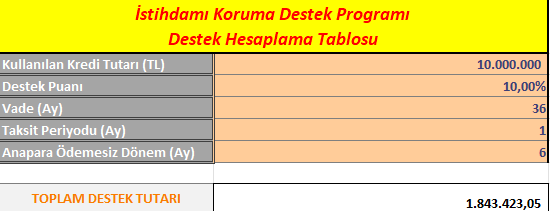 İstihdamı Koruma Destek Programı
Destek Hesaplama Tablosu
Kullanılan Kredi Tutarı (TL) 10.000.000
Destek Puanı 10,00%
Vade (Ay) 36
Taksit Periyodu (Ay) 1
Anapara Ödemesiz Dönem (Ay) 6
TOPLAM DESTEK TUTARI 1.843.423,05